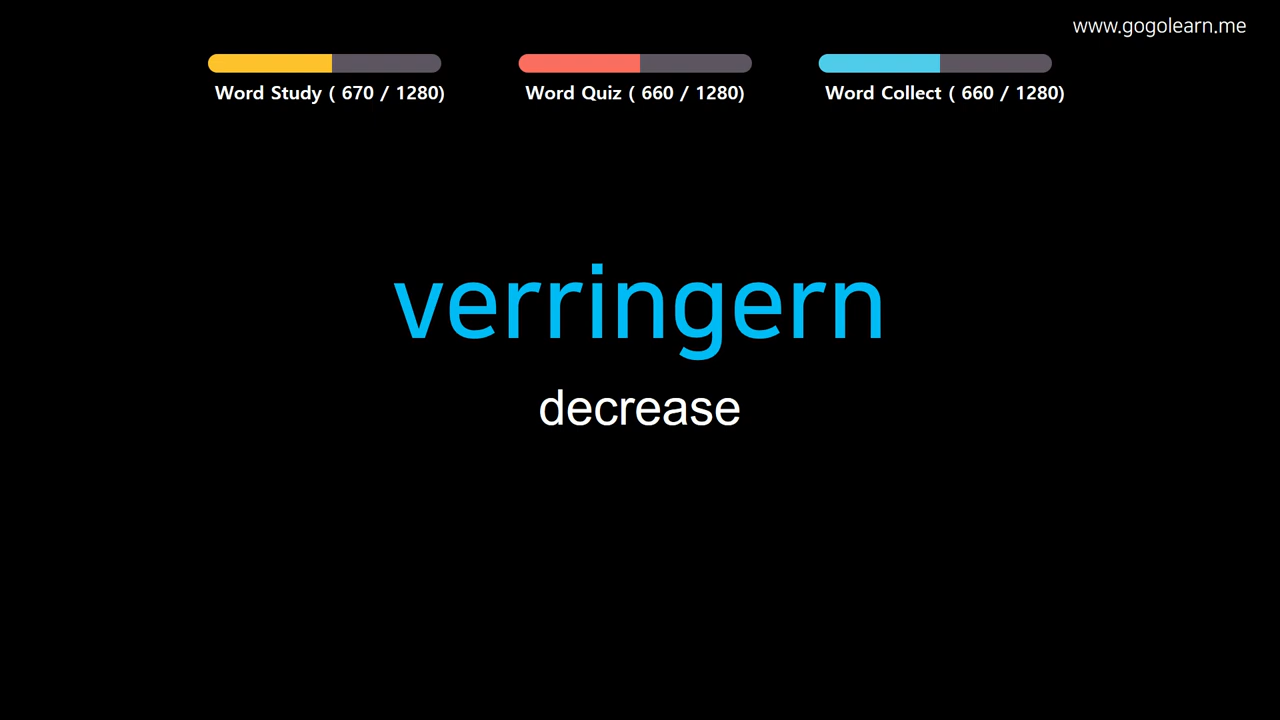 www.gogolearn.me
Word Study ( 670 / 1280)
Word Quiz ( 660 / 1280)
Word Collect ( 660 / 1280)
verringern
decrease